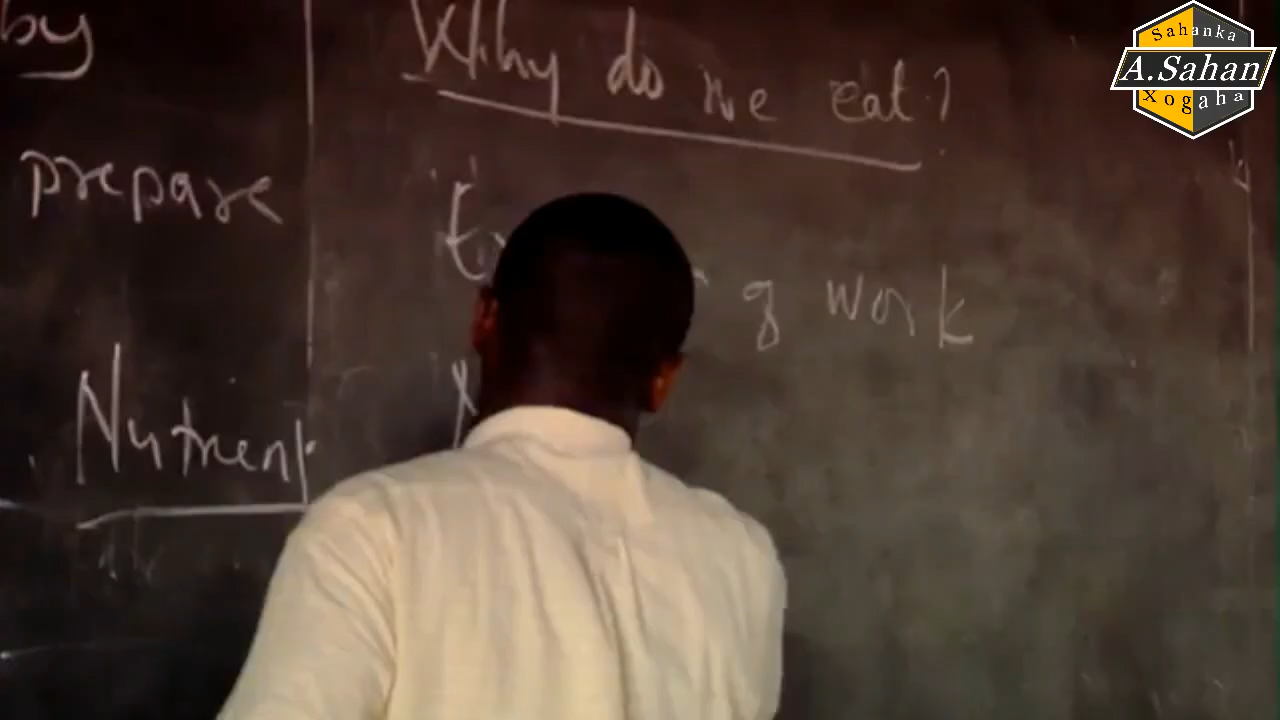 by
prepare
Nutrient
Why do we eat?
g work
Sahanka
A.Sahan
Xogaha